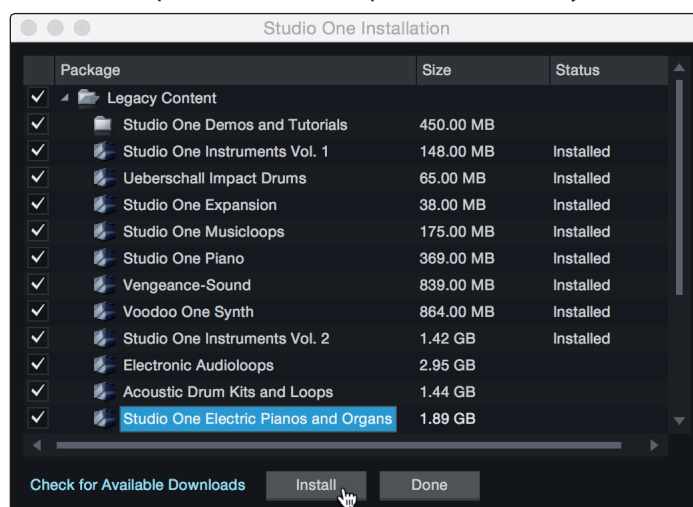 Studio One Installation
Package Size Status
Legacy Content
Studio One Demos and Tutorials 450.00 MB
Studio One Instruments Vol. 1 148.00 MB Installed
Ueberschall Impact Drums 65.00 MB Installed
Studio One Expansion 38.00 MB Installed
Studio One Musicloops 175.00 MB Installed
Studio One Piano 369.00 MB Installed
Vengeance-Sound 839.00 MB Installed
Voodoo One Synth 864.00 MB Installed
Studio One Instruments Vol. 2 1.42 GB Installed
Electronic Audioloops 2.95 GB
Acoustic Drum Kits and Loops 1.44 GB
Studio One Electric Pianos and Organs 1.89 GB
Check for Available Downloads Install Done